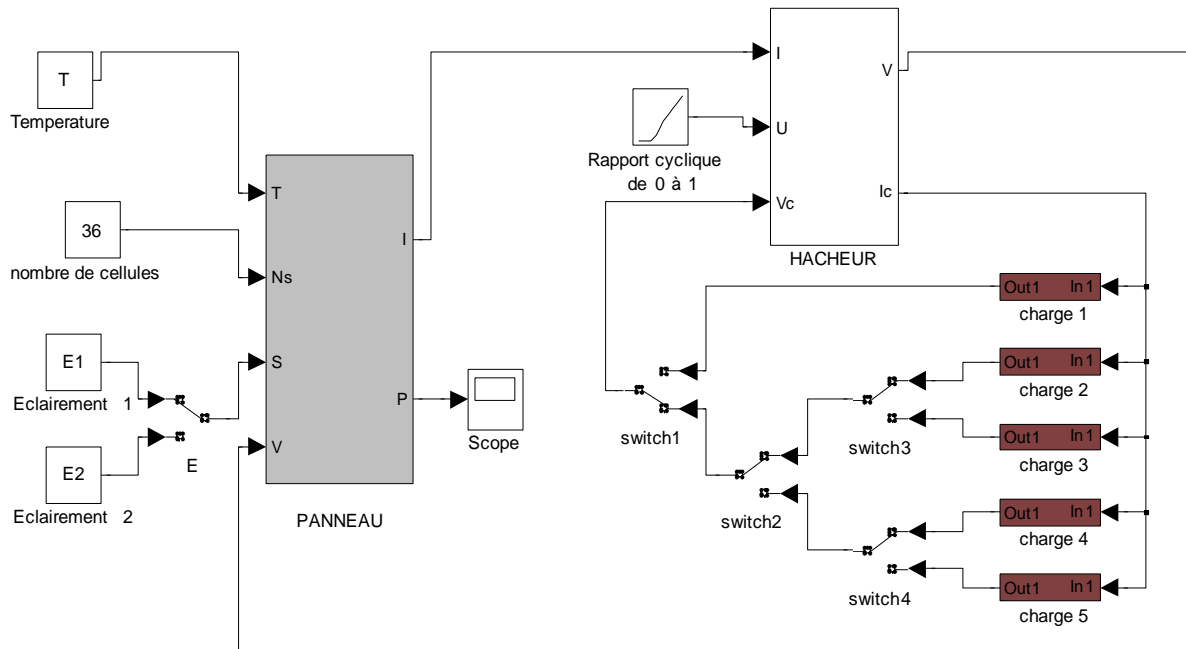 T
Temperature
36
nombre de cellules
E1
Eclairement 1
E2
Eclairement 2
E
T
Ns
S
V
I
P
PANNEAU
Scope
Rapport cyclique
de 0 à 1
I
U
Vc
V
Ic
HACHEUR
switch1
switch2
switch3
switch4
Out1 In1
charge 1
Out1 In1
charge 2
Out1 In1
charge 3
Out1 In1
charge 4
Out1 In1
charge 5